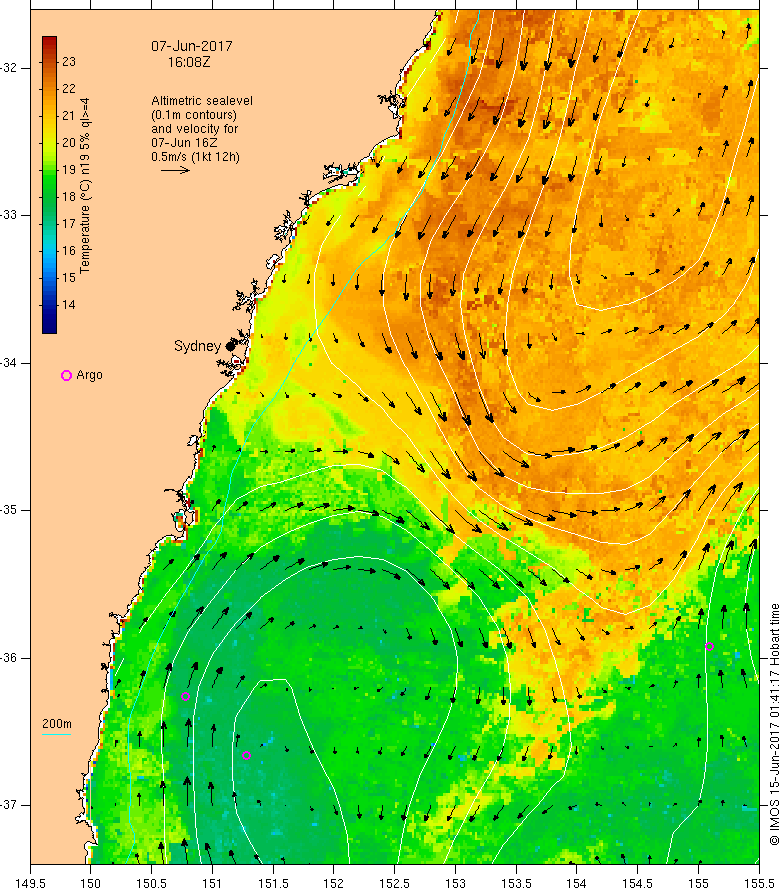 07-Jun-2017
16:08Z
Altimetric sealevel
(0.1m contours)
and velocity for
07-Jun 16Z
0.5m/s (1kt 12h)
23
22
21
20
19
18
17
16
15
14
Temperature (°C) n19 5% ql>=4
Sydney
Argo
200m
-32
-33
-34
-35
-36
-37
149.5
150
150.5
151
151.5
152
152.5
153
153.5
154
154.5
155
155.5
© IMOS 15-Jun-2017 01:41:17 Hobart time